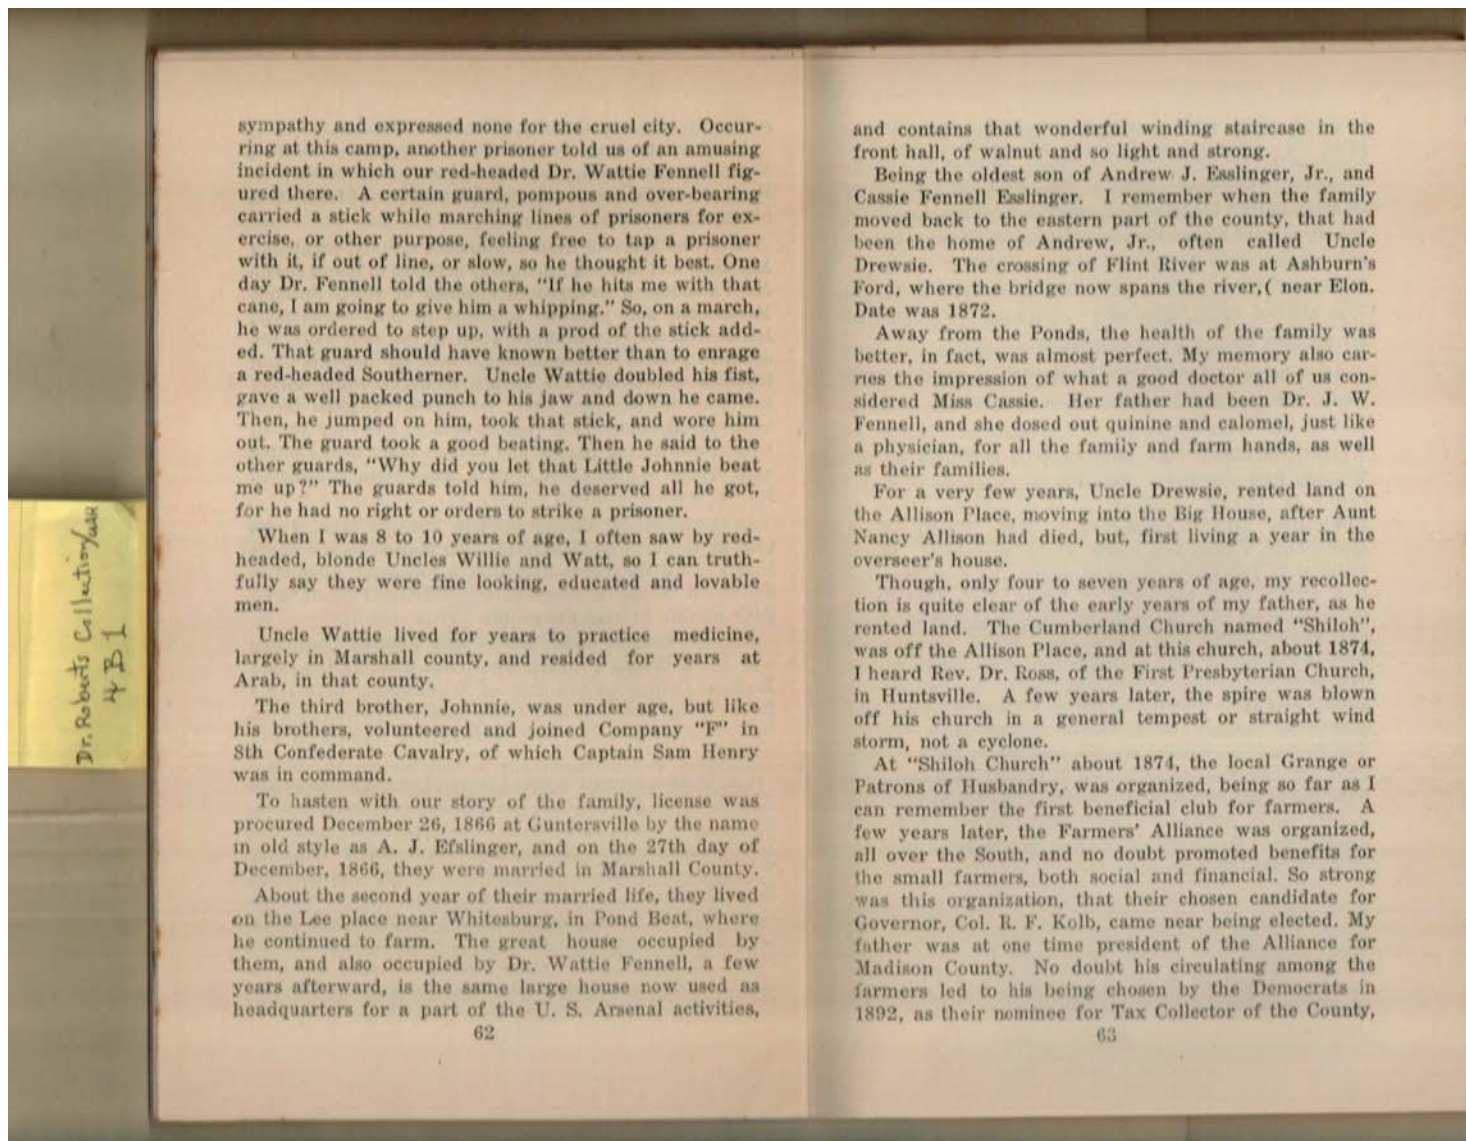 sympathy and expressed none for the cruel city. Occur-
ring at this camp, another prisoner told us of an amusing
incident in which our red-headed Dr. Wattie Fennell fig-
ured there. A certain guard, pompous and over-bearing
carried a stick while marching lines of prisoners for ex-
ercise, or other purpose, feeling free to tap a prisoner
with it, if out of line, or slow, so he thought it best. One
day Dr. Fennell told the others, "If he hits me with that
cane, I am going to give him a whipping." So, on a march,
he was ordered to step up, with a prod of the stick add-
ed. That guard should have known better than to enrage
a red-headed Southerner. Uncle Wattie doubled his fist,
gave a well packed punch to his jaw and down he came.
Then, he jumped on him, took that stick, and wore him
out. The guard took a good beating. Then he said to the
other guards, "Why did you let that Little Johnnie beat
me up?" The guards told him, he deserved all he got,
for he had no right or orders to strike a prisoner.
When I was 8 to 10 years of age, I often saw by red-
headed, blonde Uncles Willie and Watt, so I can truth-
fully say they were fine looking, educated and lovable
men.
Uncle Wattie lived for years to practice medicine,
largely in Marshall county, and resided for years at
Arab, in that county.
The third brother, Johnnie, was under age, but like
his brothers, volunteered and joined Company "F" in
8th Confederate Cavalry, of which Captain Sam Henry
was in command.
To hasten with our story of the family, license was
procured December 26, 1866 at Guntersville by the name
in old style as A. J. Efslinger, and on the 27th day of
December, 1866, they were married in Marshall County.
About the second year of their married life, they lived
on the Lee place near Whitesburg, in Pond Beat, where
he continued to farm. The great house occupied by
them, and also occupied by Dr. Wattie Fennell, a few
years afterward, is the same large house now used as
headquarters for a part of the U. S. Arsenal activities,
62
and contains that wonderful winding staircase in the
front hall, of walnut and so light and strong.
Being the oldest son of Andrew J. Esslinger, Jr., and
Cassie Fennell Esslinger. I remember when the family
moved back to the eastern part of the county, that had
been the home of Andrew, Jr., often called Uncle
Drewsie. The crossing of Flint River was at Ashburn's
Ford, where the bridge now spans the river,( near Elon.
Date was 1872.
Away from the Ponds, the health of the family was
better, in fact, was almost perfect. My memory also car-
ries the impression of what a good doctor all of us con-
sidered Miss Cassie. Her father had been Dr. J. W.
Fennell, and she dosed out quinine and calomel, just like
a physician, for all the family and farm hands, as well
as their families.
For a very few years, Uncle Drewsie, rented land on
the Allison Place, moving into the Big House, after Aunt
Nancy Allison had died, but, first living a year in the
overseer's house.
Though, only four to seven years of age, my recollec-
tion is quite clear of the early years of my father, as he
rented land. The Cumberland Church named "Shiloh",
was off the Allison Place, and at this church, about 1874,
I heard Rev. Dr. Ross, of the First Presbyterian Church,
in Huntsville. A few years later, the spire was blown
off his church in a general tempest or straight wind
storm, not a cyclone.
At "Shiloh Church" about 1874, the local Grange or
Patrons of Husbandry, was organized, being so far as I
can remember the first beneficial club for farmers. A
few years later, the Farmers' Alliance was organized,
all over the South, and no doubt promoted benefits for
the small farmers, both social and financial. So strong
was this organization, that their chosen candidate for
Governor, Col. R. F. Kolb, came near being elected. My
father was at one time president of the Alliance for
Madison County. No doubt his circulating among the
farmers led to his being chosen by the Democrats in
1892, as their nominee for Tax Collector of the County,
63
Dr. Roberts Collection/UAH
4 B 1